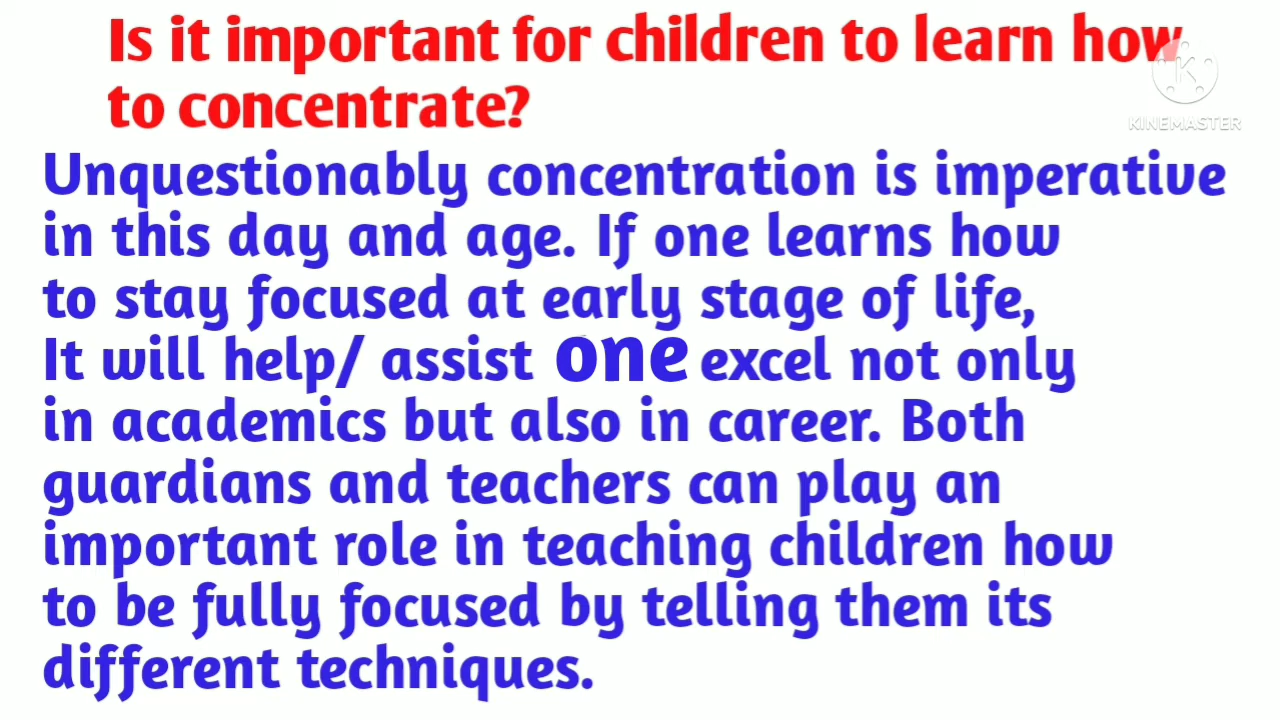 Is it important for children to learn how
to concentrate?
KINEMASTER
Unquestionably concentration is imperative
in this day and age. If one learns how
to stay focused at early stage of life,
It will help/ assist one excel not only
in academics but also in career. Both
guardians and teachers can play an
important role in teaching children how
to be fully focused by telling them its
different techniques.